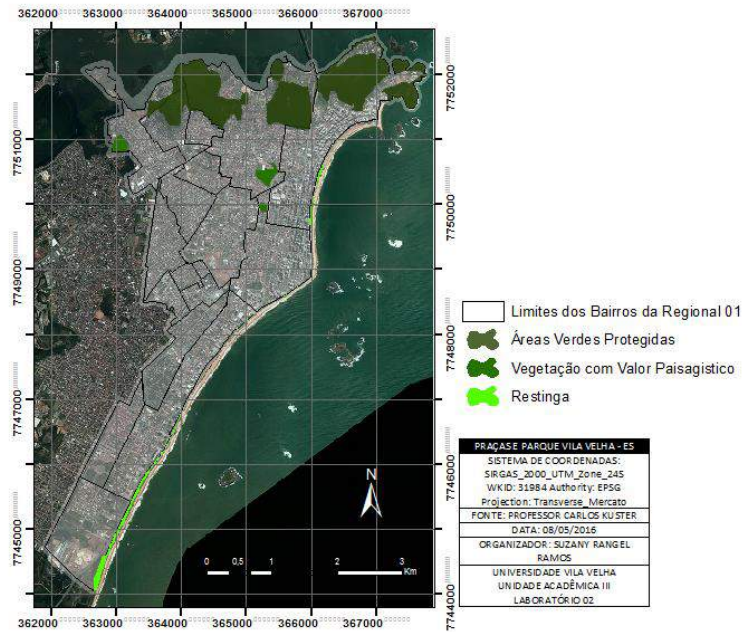 362000 363000 364000 365000 366000 367000
7752000
7751000
7750000
7749000
7748000
7747000
7746000
7745000
7744000
N
0 0,5 1 2 3
Km
362000 363000 364000 365000 366000 367000
Limites dos Bairros da Regional 01
Áreas Verdes Protegidas
Vegetação com Valor Paisagistico
Restinga
PRAÇAS E PARQUE VILA VELHA - ES
SISTEMA DE COORDENADAS:
SIRGAS_2000_UTM_Zone_24S
WKID: 31984 Authority: EPSG
Projection: Transverse_Mercato
FONTE: PROFESSOR CARLOS KUSTER
DATA: 08/05/2016
ORGANIZADOR: SUZANY RANGEL
RAMOS
UNIVERSIDADE VILA VELHA
UNIDADE ACADÊMICA III
LABORATÓRIO 02